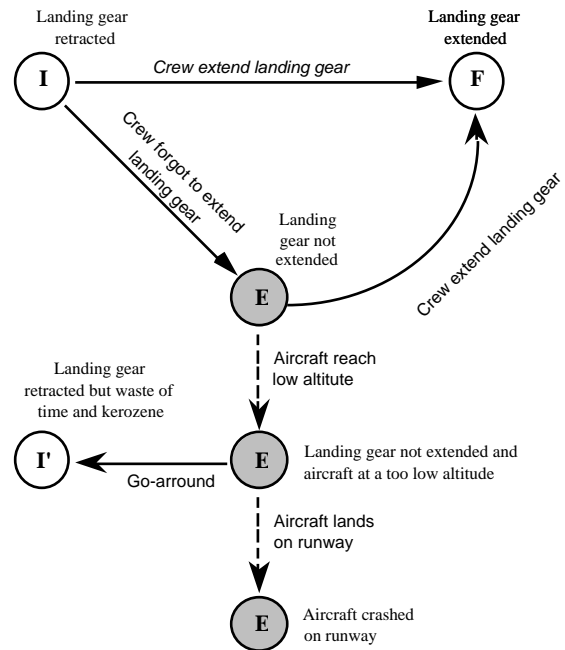 Landing gear
retracted
Landing gear
extended
I
Crew extend landing gear
F
Crew forgot to extend
landing gear
Landing
gear not
extended
Crew extend landing gear
E
Aircraft reach
low altitute
Landing gear
retracted but waste of
time and kerozene
I'
Go-arround
E
Landing gear not extended and
aircraft at a too low altitude
Aircraft lands
on runway
E
Aircraft crashed
on runway